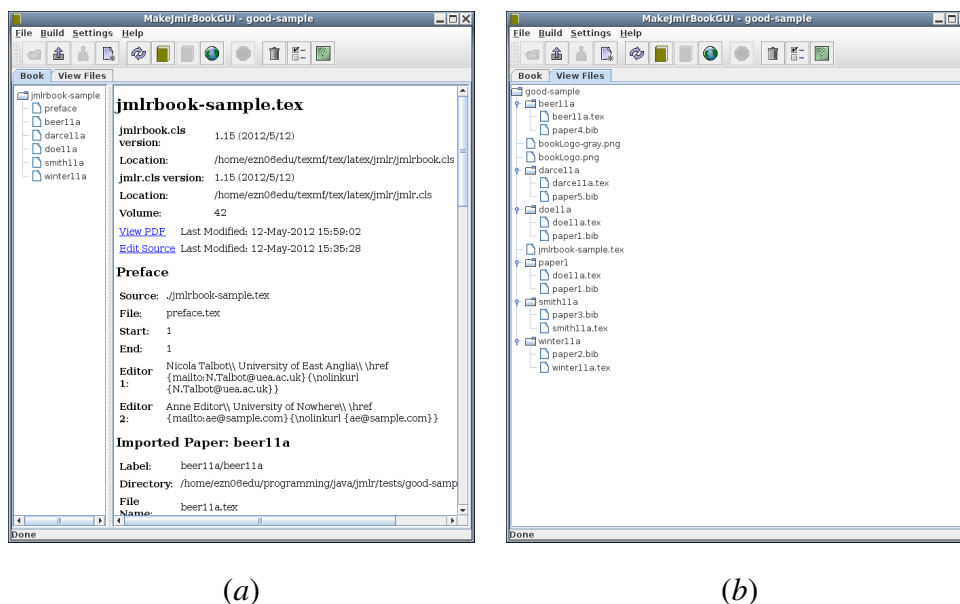 MakeJmlrBookGUI - good-sample
File Build Settings Help
Book View Files
jmlrbook-sample
preface
beer11a
darce11a
doe11a
smith11a
winter11a
jmlrbook-sample.tex
jmlrbook.cls version: 1.15 (2012/5/12)
Location: /home/ezn06edu/texmf/tex/latex/jmlr/jmlrbook.cls
jmlr.cls version: 1.15 (2012/5/12)
Location: /home/ezn06edu/texmf/tex/latex/jmlr/jmlr.cls
Volume: 42
View PDF Last Modified: 12-May-2012 15:59:02
Edit Source Last Modified: 12-May-2012 15:35:28
Preface
Source: ./jmlrbook-sample.tex
File: preface.tex
Start: 1
End: 1
Editor 1: Nicola Talbot\\ University of East Anglia\\ \href
{mailto:N.Talbot@uea.ac.uk}{\nolinkurl
{N.Talbot@uea.ac.uk}}
Editor 2: Anne Editor\\ University of Nowhere\\ \href
{mailto:ae@sample.com}{\nolinkurl {ae@sample.com}}
Imported Paper: beer11a
Label: beer11a/beer11a
Directory: /home/ezn06edu/programming/java/jmlr/tests/good-samp
File Name: beer11a.tex
Done
(a)
MakeJmlrBookGUI - good-sample
File Build Settings Help
Book View Files
good-sample
beer11a
beer11a.tex
paper4.bib
bookLogo-gray.png
bookLogo.png
darce11a
darce11a.tex
paper5.bib
doe11a
doe11a.tex
paper1.bib
jmlrbook-sample.tex
paper1
doe11a.tex
paper1.bib
smith11a
paper3.bib
smith11a.tex
winter11a
paper2.bib
winter11a.tex
Done
(b)